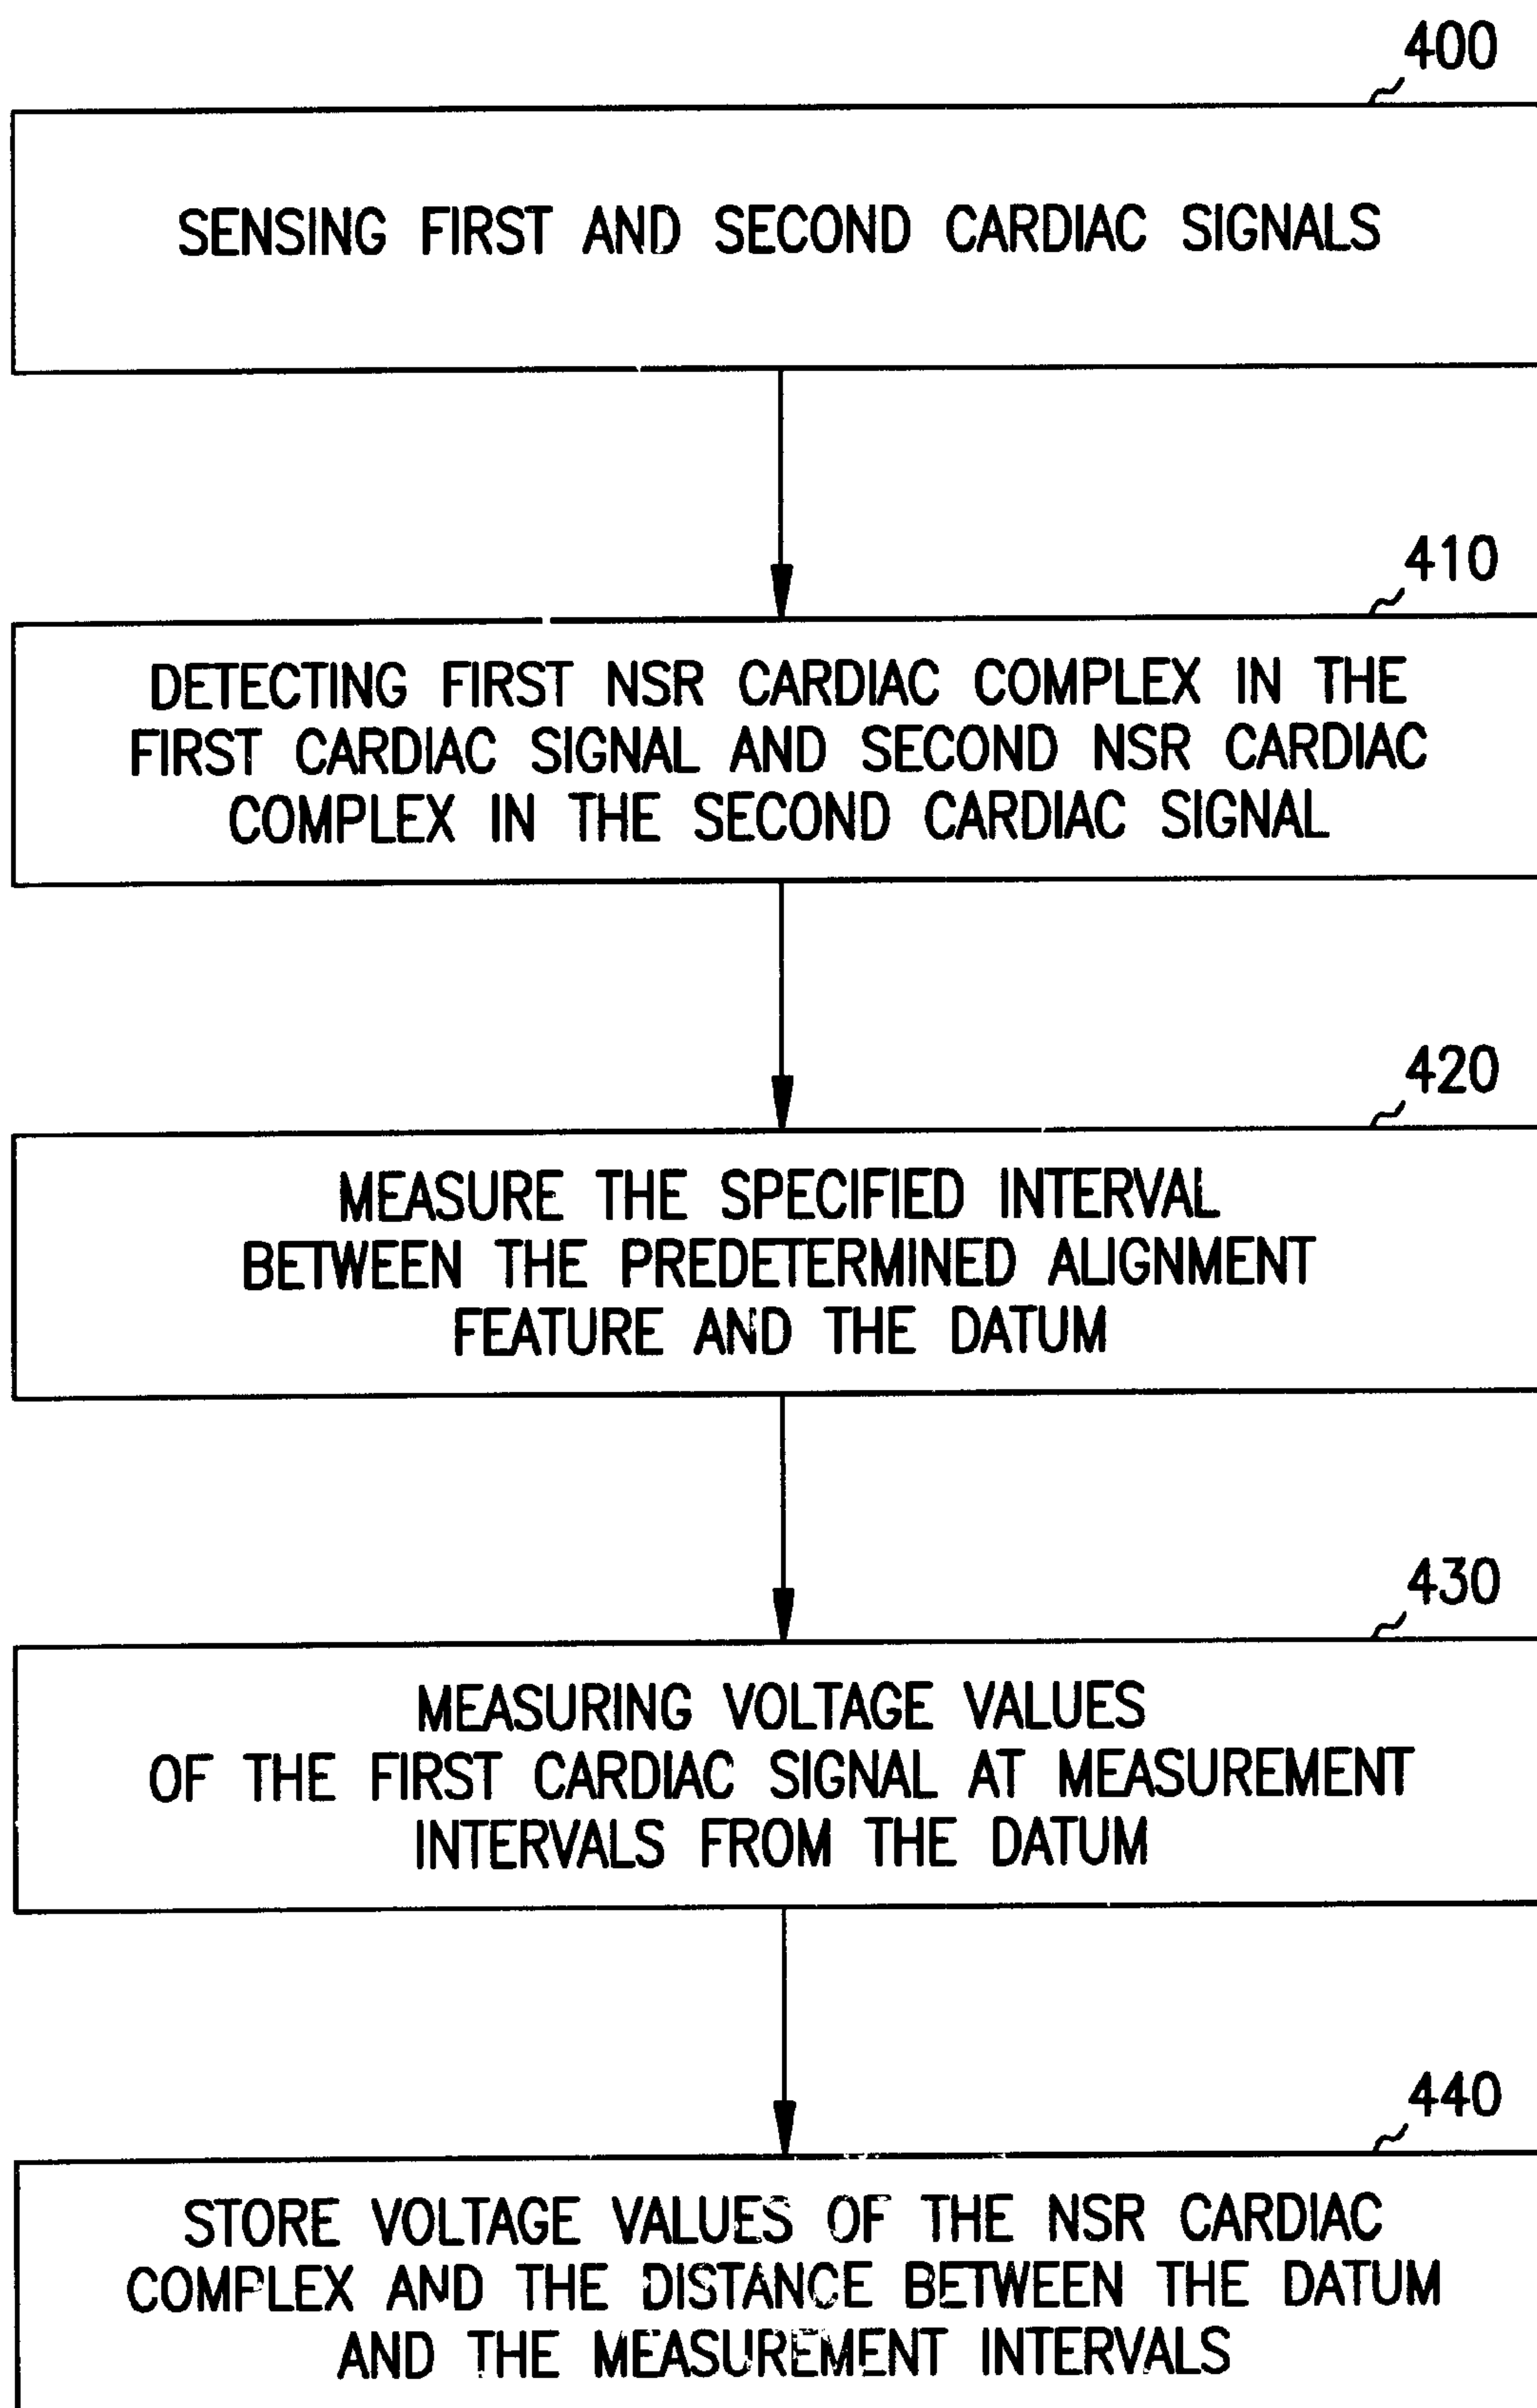 400
SENSING FIRST AND SECOND CARDIAC SIGNALS
410
DETECTING FIRST NSR CARDIAC COMPLEX IN THE
FIRST CARDIAC SIGNAL AND SECOND NSR CARDIAC
COMPLEX IN THE SECOND CARDIAC SIGNAL
420
MEASURE THE SPECIFIED INTERVAL
BETWEEN THE PREDETERMINED ALIGNMENT
FEATURE AND THE DATUM
430
MEASURING VOLTAGE VALUES
OF THE FIRST CARDIAC SIGNAL AT MEASUREMENT
INTERVALS FROM THE DATUM
440
STORE VOLTAGE VALUES OF THE NSR CARDIAC
COMPLEX AND THE DISTANCE BETWEEN THE DATUM
AND THE MEASUREMENT INTERVALS